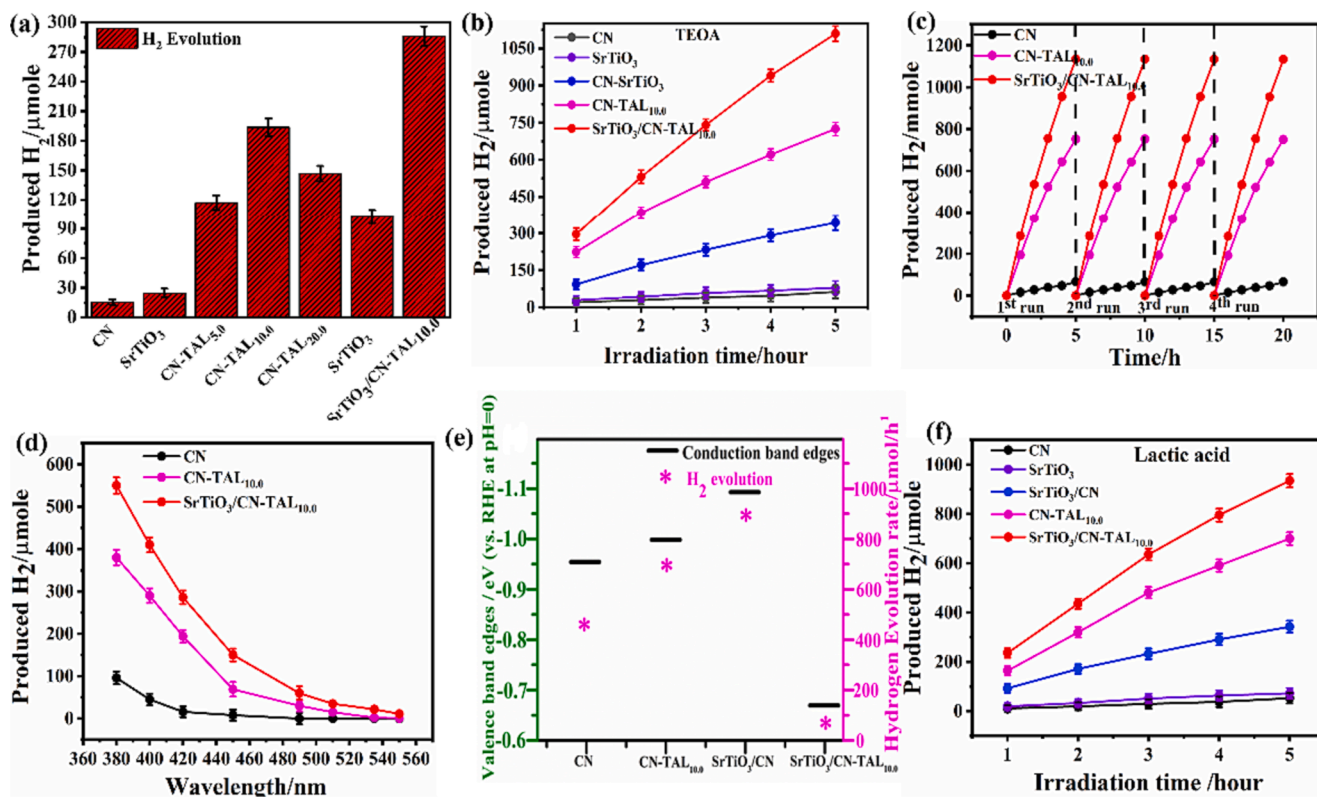 (a)
H₂ Evolution
Produced H₂/μmole
300
270
240
210
180
150
120
90
60
30
0
CN
SrTiO₃
CN-TAL₅.₀
CN-TAL₁₀.₀
CN-TAL₂₀.₀
SrTiO₃
SrTiO₃/CN-TAL₁₀.₀
(b)
TEOA
CN
SrTiO₃
CN-SrTiO₃
CN-TAL₁₀.₀
SrTiO₃/CN-TAL₁₀.₀
Produced H₂/μmole
1050
900
750
600
450
300
150
0
1 2 3 4 5
Irradiation time/hour
(c)
CN
CN-TAL₁₀.₀
SrTiO₃/CN-TAL₁₀.₀
Produced H₂/mmole
1200
1000
800
600
400
200
0
1st run 2nd run 3rd run 4th run
0 5 10 15 20
Time/h
(d)
CN
CN-TAL₁₀.₀
SrTiO₃/CN-TAL₁₀.₀
Produced H₂/μmole
600
500
400
300
200
100
0
360 380 400 420 440 460 480 500 520 540 560
Wavelength/nm
(e)
Conduction band edges
H₂ evolution
Valence band edges / eV (vs. RHE at pH=0)
-1.1
-1.0
-0.9
-0.8
-0.7
-0.6
Hydrogen Evolution rate/μmol/h¹
1000
800
600
400
200
0
CN
CN-TAL₁₀.₀
SrTiO₃/CN
SrTiO₃/CN-TAL₁₀.₀
(f)
Lactic acid
CN
SrTiO₃
SrTiO₃/CN
CN-TAL₁₀.₀
SrTiO₃/CN-TAL₁₀.₀
Produced H₂/μmole
1000
800
600
400
200
0
1 2 3 4 5
Irradiation time /hour